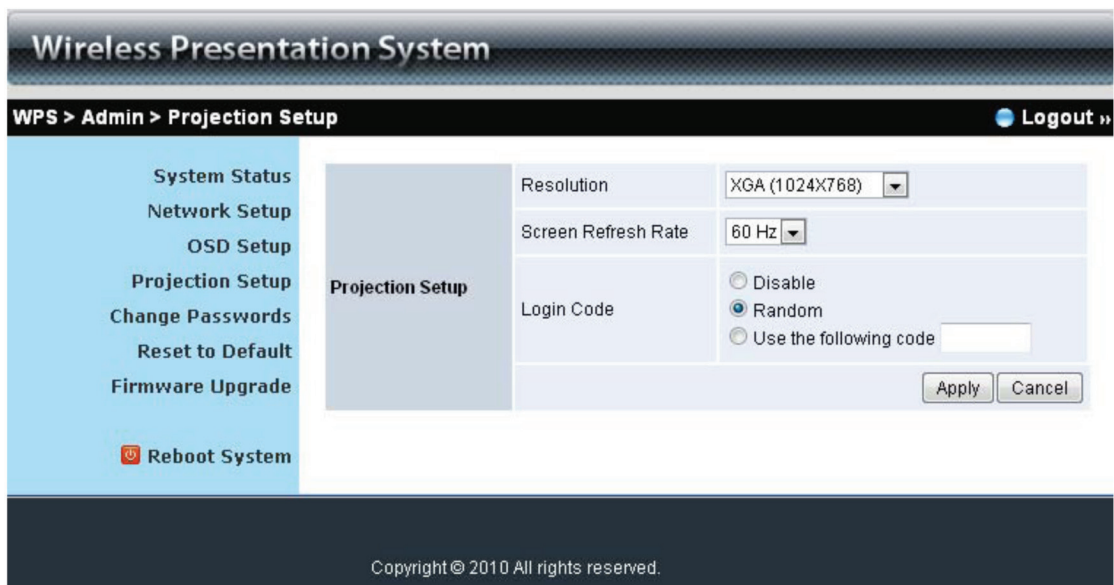 Wireless Presentation System
WPS > Admin > Projection Setup
Logout »
System Status
Network Setup
OSD Setup
Projection Setup
Change Passwords
Reset to Default
Firmware Upgrade
Reboot System
Projection Setup
Resolution
XGA (1024X768)
Screen Refresh Rate
60 Hz
Login Code
Disable
Random
Use the following code
Apply
Cancel
Copyright © 2010 All rights reserved.